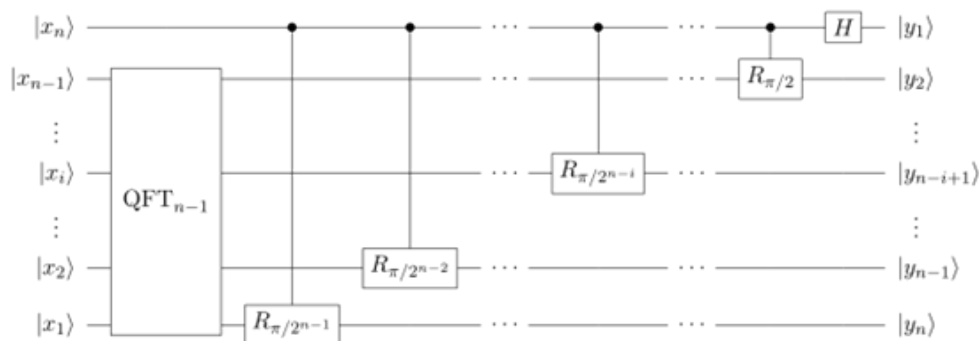 |x_n⟩ ... ... H |y_1⟩
|x_{n-1}⟩ ... ... R_{π/2} |y_2⟩
⋮ ⋮
|x_i⟩ R_{π/2^{n-i}} ... |y_{n-i+1}⟩
QFT_{n-1}
⋮ ⋮
|x_2⟩ R_{π/2^{n-2}} ... ... |y_{n-1}⟩
|x_1⟩ R_{π/2^{n-1}} ... ... |y_n⟩